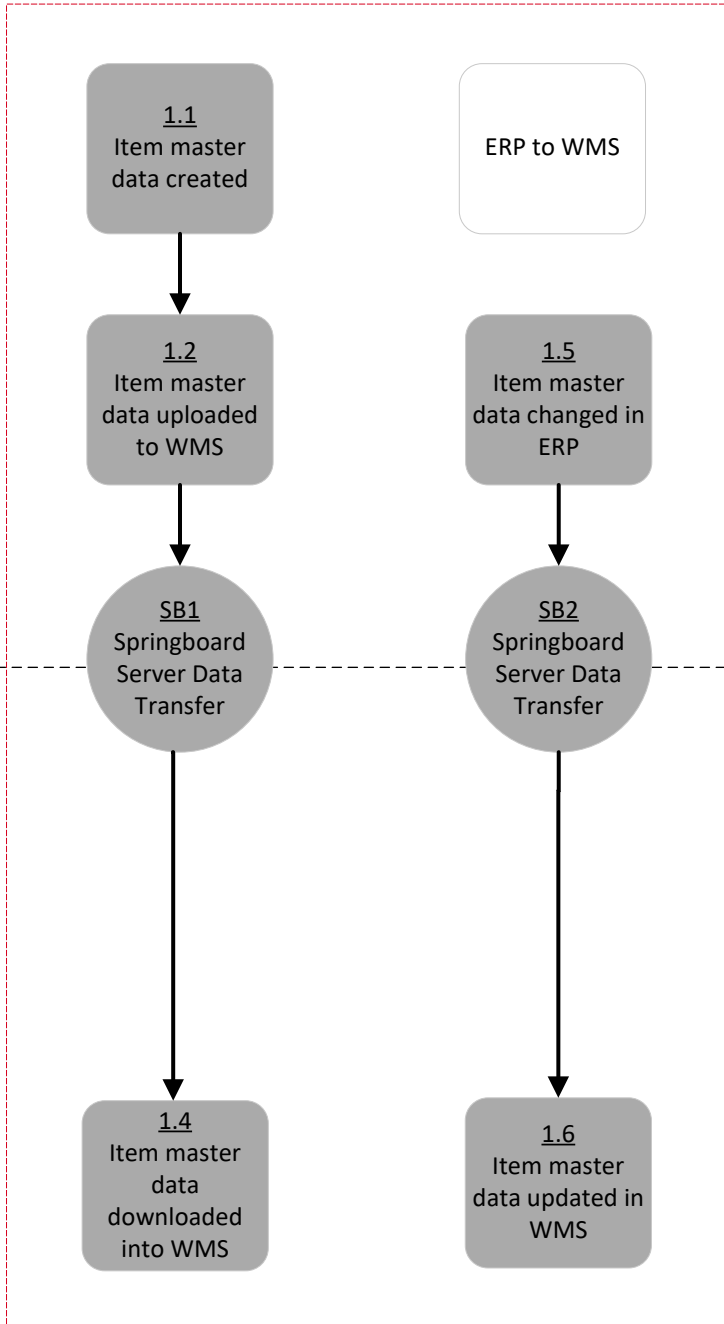 1.1
Item master
data created
ERP to WMS
1.2
Item master
data uploaded
to WMS
1.5
Item master
data changed in
ERP
SB1
Springboard
Server Data
Transfer
SB2
Springboard
Server Data
Transfer
1.4
Item master
data
downloaded
into WMS
1.6
Item master
data updated in
WMS